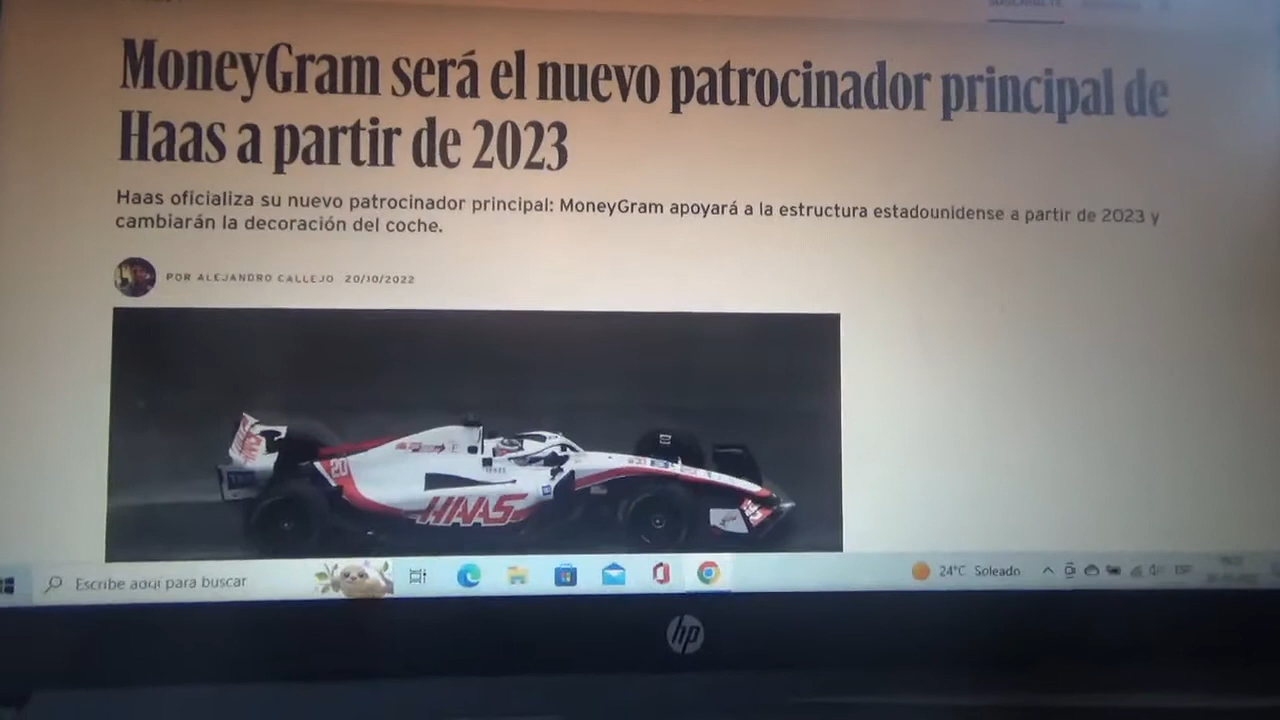 MoneyGram será el nuevo patrocinador principal de
Haas a partir de 2023
Haas oficializa su nuevo patrocinador principal: MoneyGram apoyará a la estructura estadounidense a partir de 2023 y
cambiarán la decoración del coche.
POR ALEJANDRO CALLEJO 20/10/2022
20
HAAS
Escribe aquí para buscar
24°C Soleado
ESP
hp